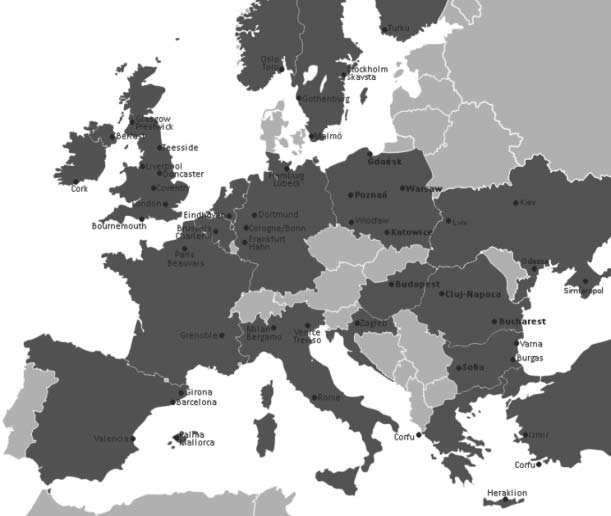 Turku
Oslo
Torp
Stockholm
Skavsta
Gothenburg
Malmö
Glasgow
Prestwick
Belfast
Teesside
Liverpool
Doncaster
Coventry
Cork
London
Bournemouth
Gdańsk
Hamburg
Lübeck
Poznań
Warsaw
Eindhoven
Dortmund
Wrocław
Katowice
Kiev
Lviv
Brussels
Charleroi
Cologne/Bonn
Frankfurt
Hahn
Paris
Beauvais
Odessa
Simferopol
Budapest
Cluj-Napoca
Bucharest
Grenoble
Milan
Bergamo
Venice
Treviso
Zagreb
Varna
Burgas
Sofia
Girona
Barcelona
Rome
Valencia
Palma
Mallorca
Corfu
Izmir
Corfu
Heraklion